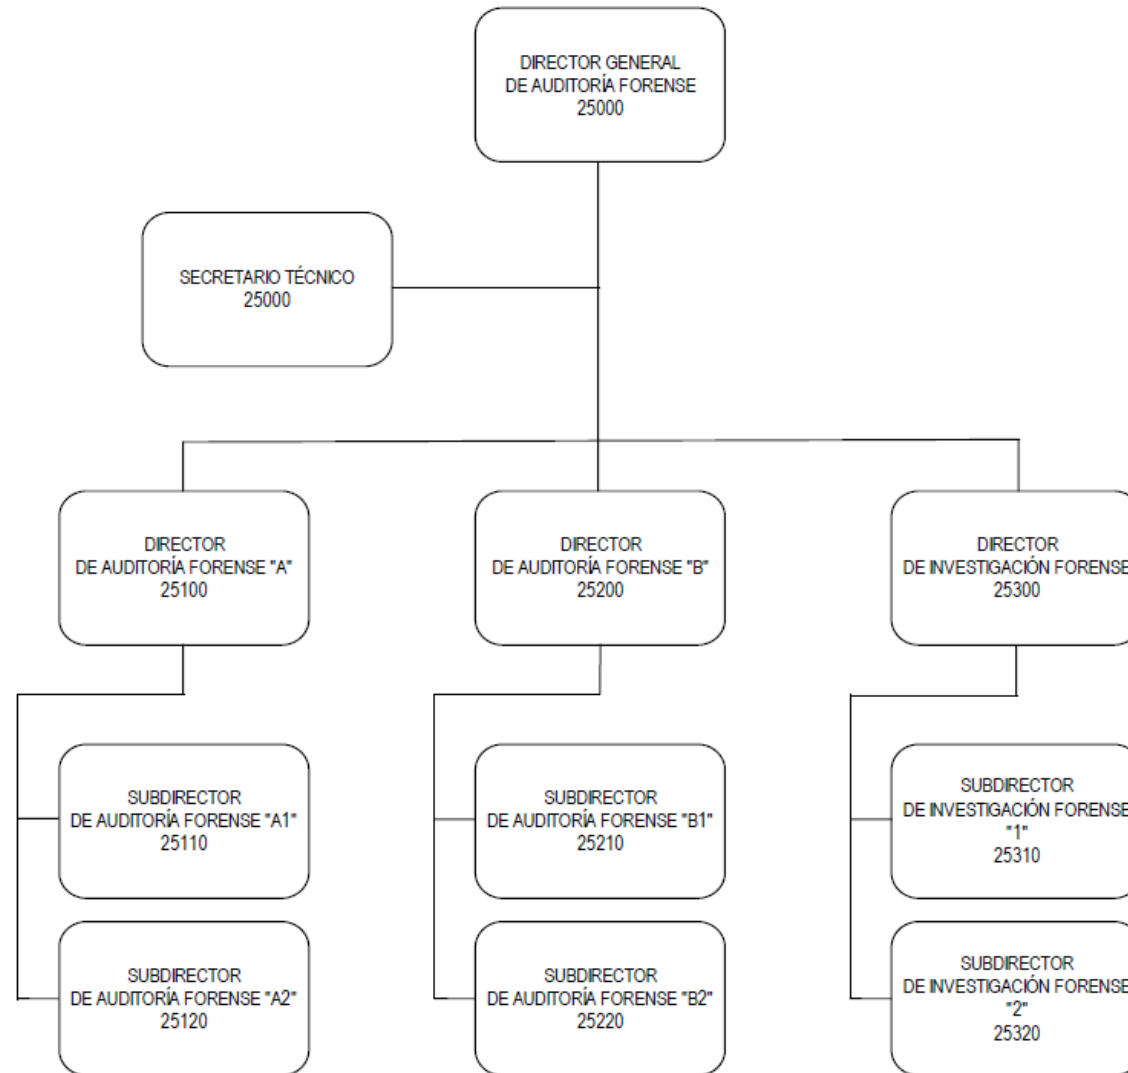 DIRECTOR GENERAL
DE AUDITORÍA FORENSE
25000
SECRETARIO TÉCNICO
25000
DIRECTOR
DE AUDITORÍA FORENSE "A"
25100
DIRECTOR
DE AUDITORÍA FORENSE "B"
25200
DIRECTOR
DE INVESTIGACIÓN FORENSE
25300
SUBDIRECTOR
DE AUDITORÍA FORENSE "A1"
25110
SUBDIRECTOR
DE AUDITORÍA FORENSE "B1"
25210
SUBDIRECTOR
DE INVESTIGACIÓN FORENSE
"1"
25310
SUBDIRECTOR
DE AUDITORÍA FORENSE "A2"
25120
SUBDIRECTOR
DE AUDITORÍA FORENSE "B2"
25220
SUBDIRECTOR
DE INVESTIGACIÓN FORENSE
"2"
25320